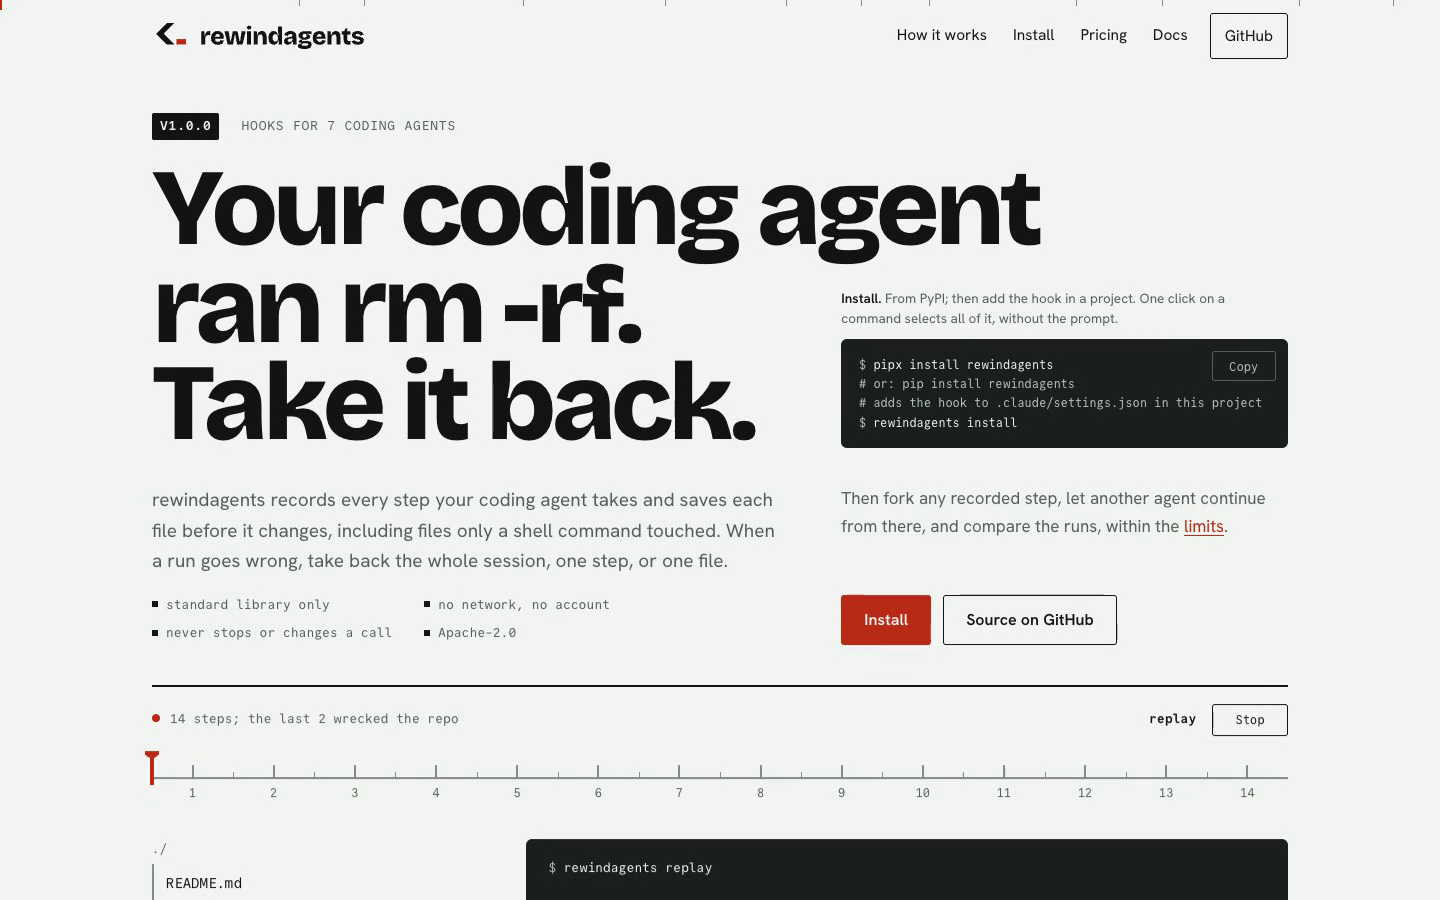 rewindagents
How it works
Install
Pricing
Docs
GitHub
V1.0.0
HOOKS FOR 7 CODING AGENTS
Your coding agent
ran rm -rf.
Take it back.
Install. From PyPI; then add the hook in a project. One click on a
command selects all of it, without the prompt.
$ pipx install rewindagents
Copy
# or: pip install rewindagents
# adds the hook to .claude/settings.json in this project
$ rewindagents install
rewindagents records every step your coding agent takes and saves each
file before it changes, including files only a shell command touched. When
a run goes wrong, take back the whole session, one step, or one file.
Then fork any recorded step, let another agent continue
from there, and compare the runs, within the limits.
standard library only
no network, no account
never stops or changes a call
Apache-2.0
Install
Source on GitHub
14 steps; the last 2 wrecked the repo
replay
Stop
1 2 3 4 5 6 7 8 9 10 11 12 13 14
./
README.md
$ rewindagents replay